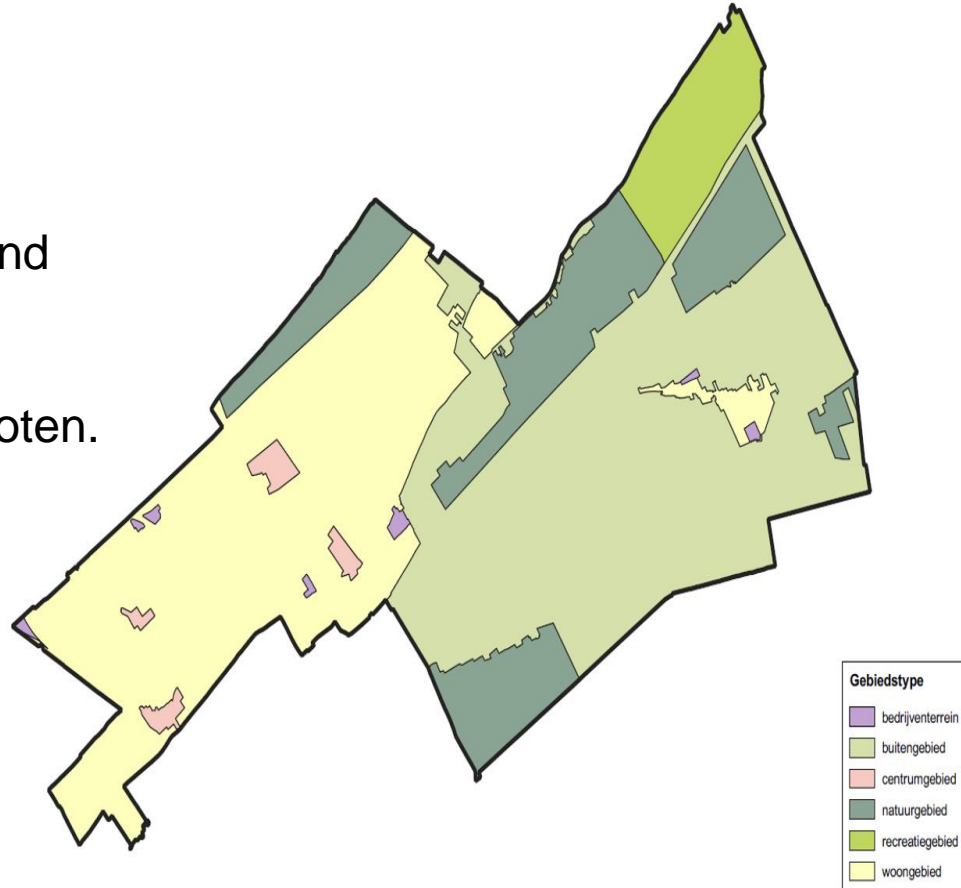 nd
oten.
Gebiedstype
bedrijventerrein
buitengebied
centrumgebied
natuurgebied
recreatiegebied
woongebied